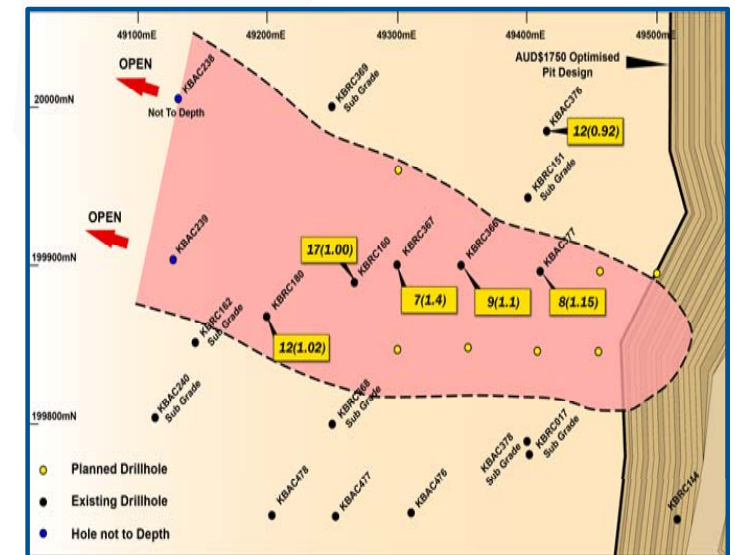 49100mE
49200mE
49300mE
49400mE
49500mE
OPEN
KBAC238
Not To Depth
KBRC369
Sub Grade
AUD$1750 Optimised
Pit Design
20000mN
KBAC376
12(0.92)
KBRC151
Sub Grade
OPEN
KBAC239
199900mN
17(1.00)
KBRC160
KBRC367
KBRC366
KBAC377
7(1.4)
9(1.1)
8(1.15)
KBRC180
12(1.02)
KBRC162
Sub Grade
KBAC240
Sub Grade
199800mN
KBRC368
Sub Grade
KBAC378
Sub Grade
KBRC017
Sub Grade
Planned Drillhole
Existing Drillhole
Hole not to Depth
KBAC478
KBAC477
KBAC476
KBRC144